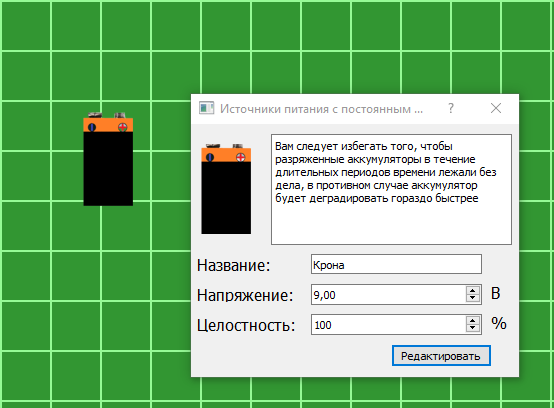 Источники питания с постоянным ...
?
Вам следует избегать того, чтобы
разряженные аккумуляторы в течение
длительных периодов времени лежали без
дела, в противном случае аккумулятор
будет деградировать гораздо быстрее
Название: Крона
Напряжение: 9,00 В
Целостность: 100 %
Редактировать